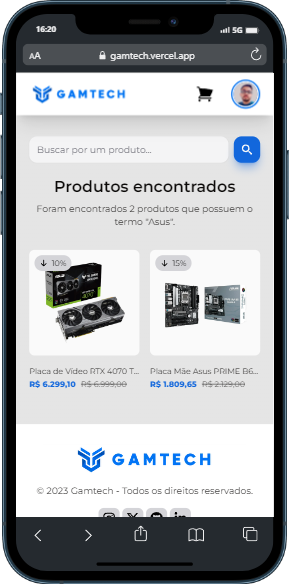 16:20
5G
AA gamtech.vercel.app
GAMTECH
Buscar por um produto...
Produtos encontrados
Foram encontrados 2 produtos que possuem o
termo "Asus".
10%
15%
Placa de Vídeo RTX 4070 T...
Placa Mãe Asus PRIME B6...
R$ 6.299,10 R$ 6.999,00
R$ 1.809,65 R$ 2.129,00
GAMTECH
© 2023 Gamtech - Todos os direitos reservados.